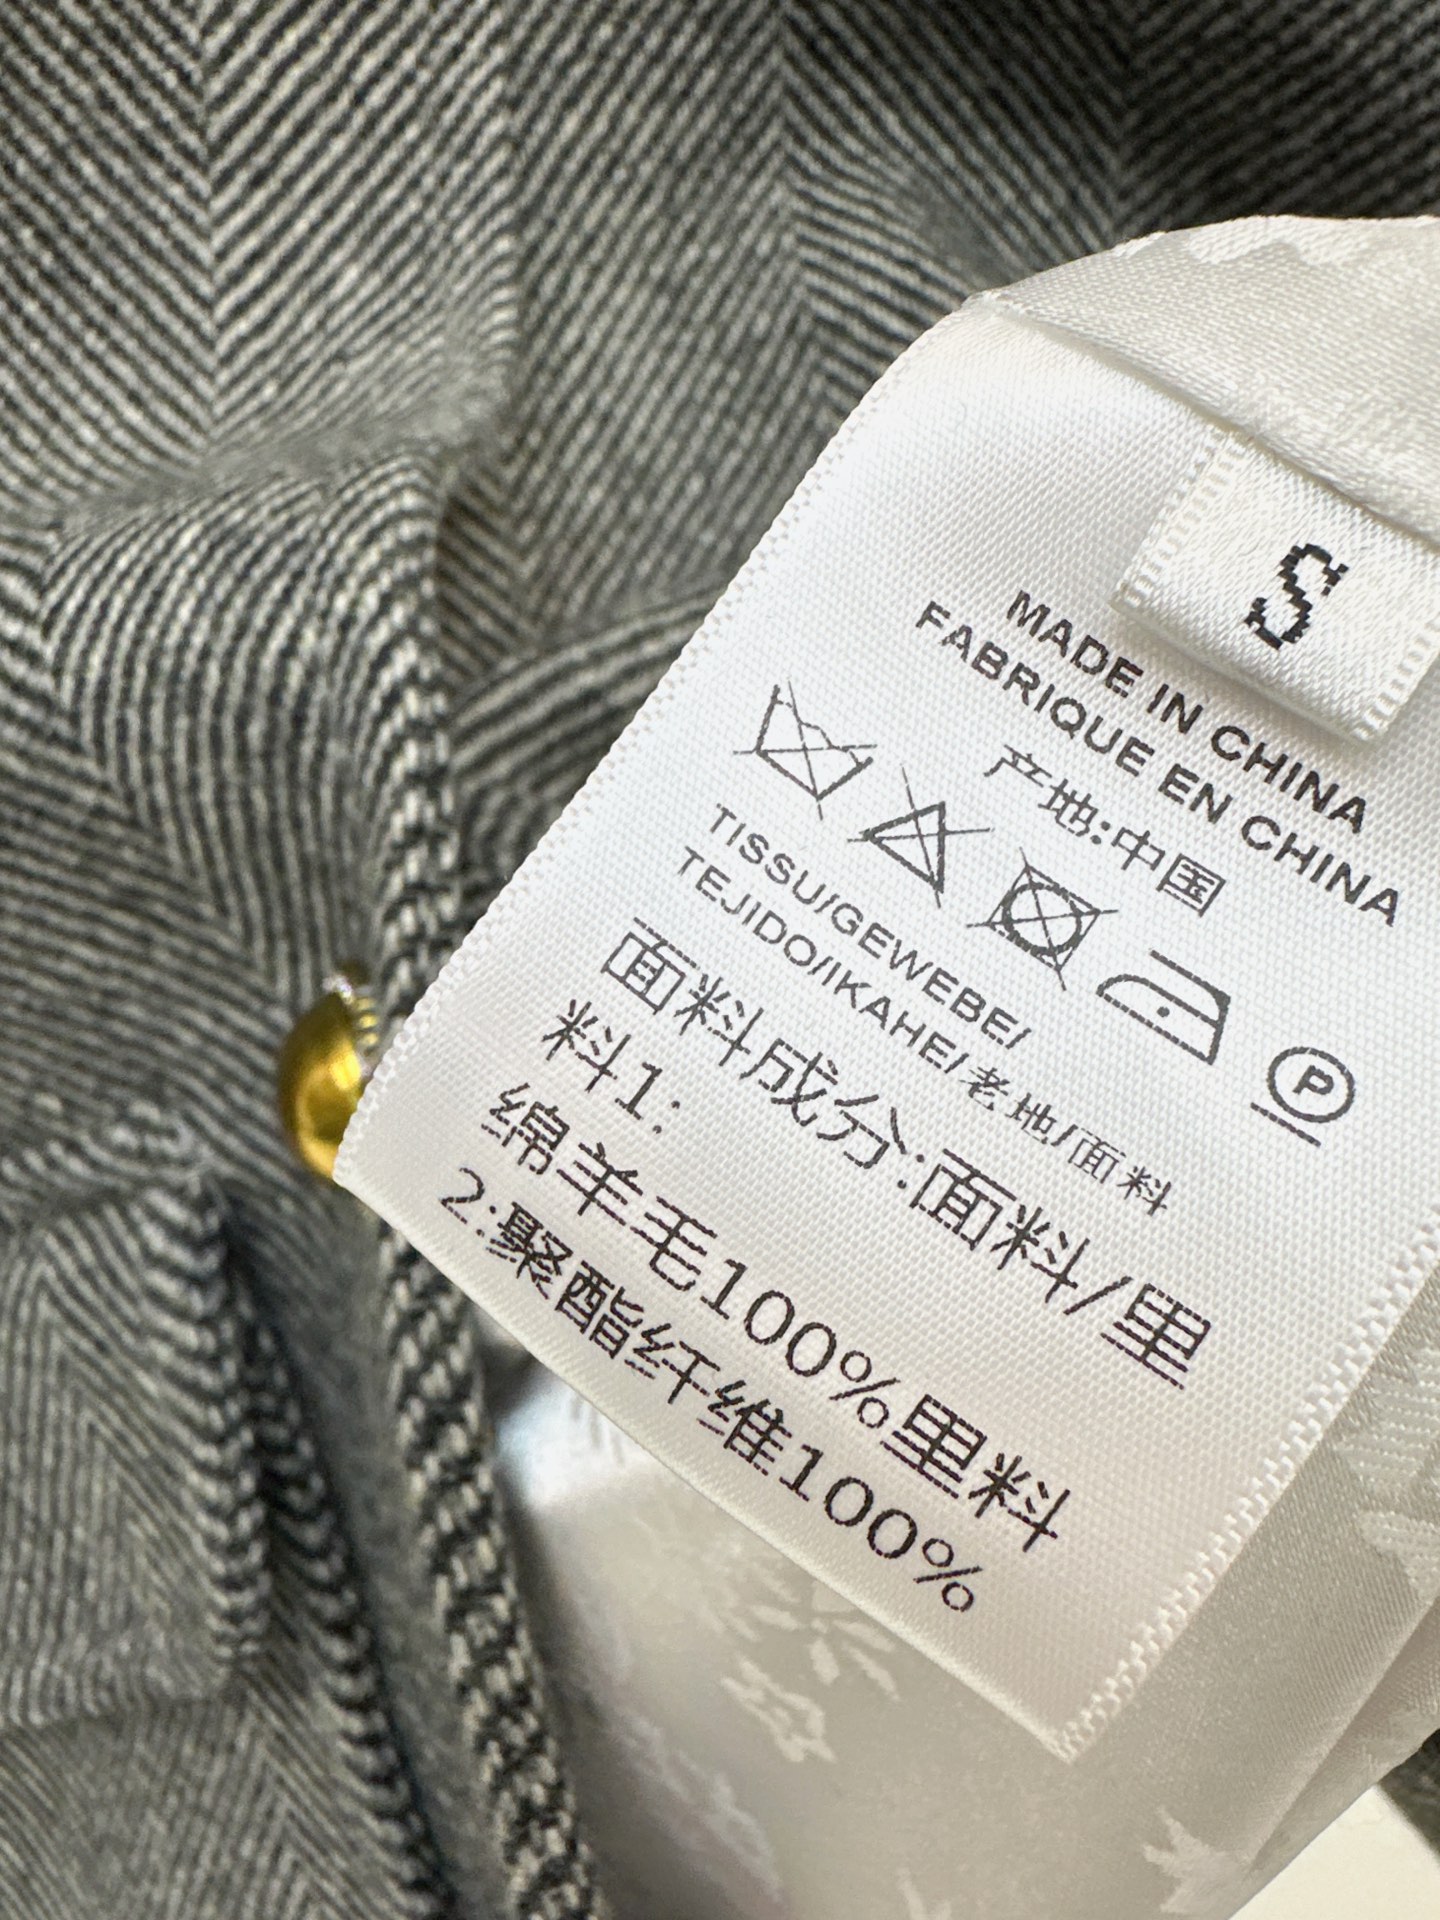 S
MADE IN CHINA
FABRIQUE EN CHINA
产地:中国
P
TISSU/GEWEBE/
TEJIDO/IKAHE/老地/面料
面料成分:面料/里
料1:
绵羊毛100%里料
2:聚酯纤维100%